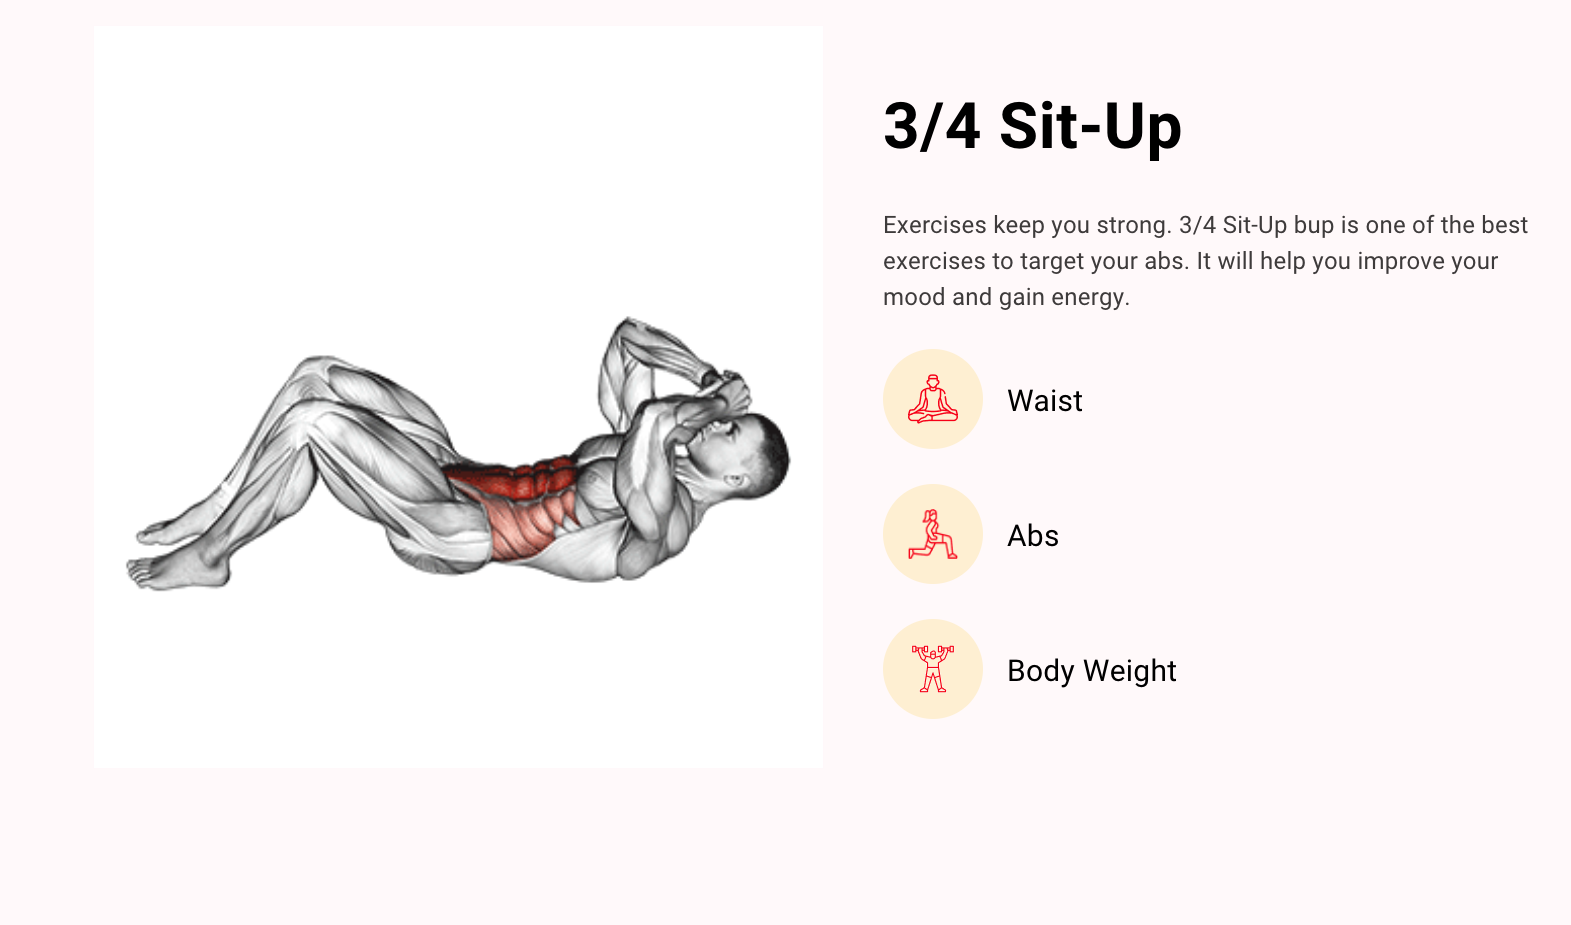 3/4 Sit-Up
Exercises keep you strong. 3/4 Sit-Up bup is one of the best
exercises to target your abs. It will help you improve your
mood and gain energy.
Waist
Abs
Body Weight